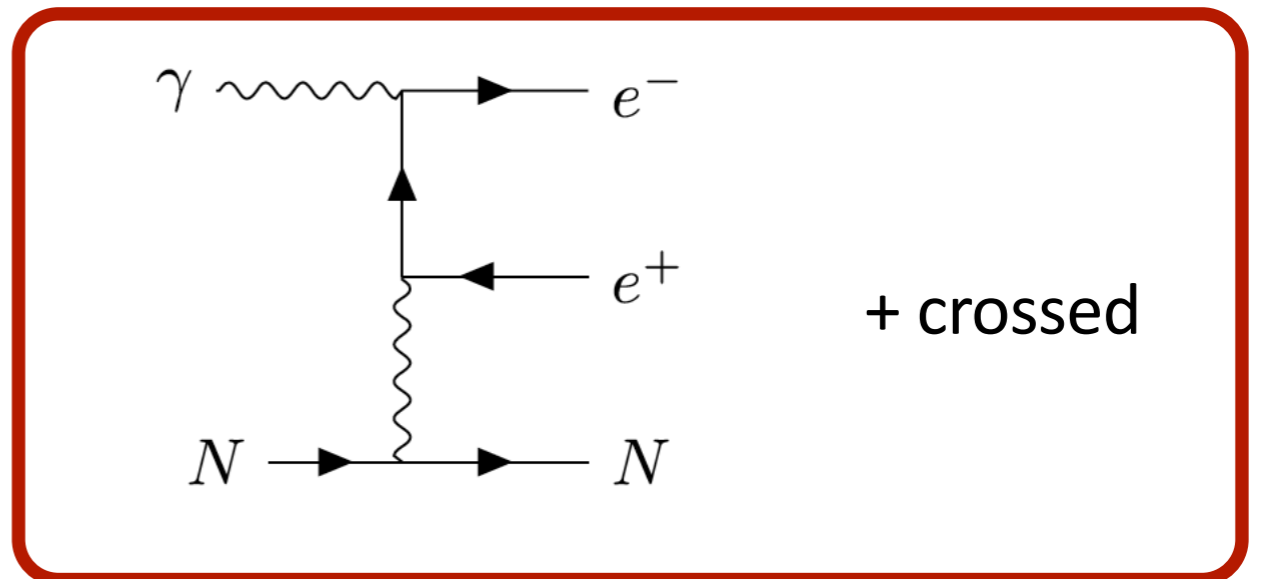 γ e⁻
e⁺
+ crossed
N N